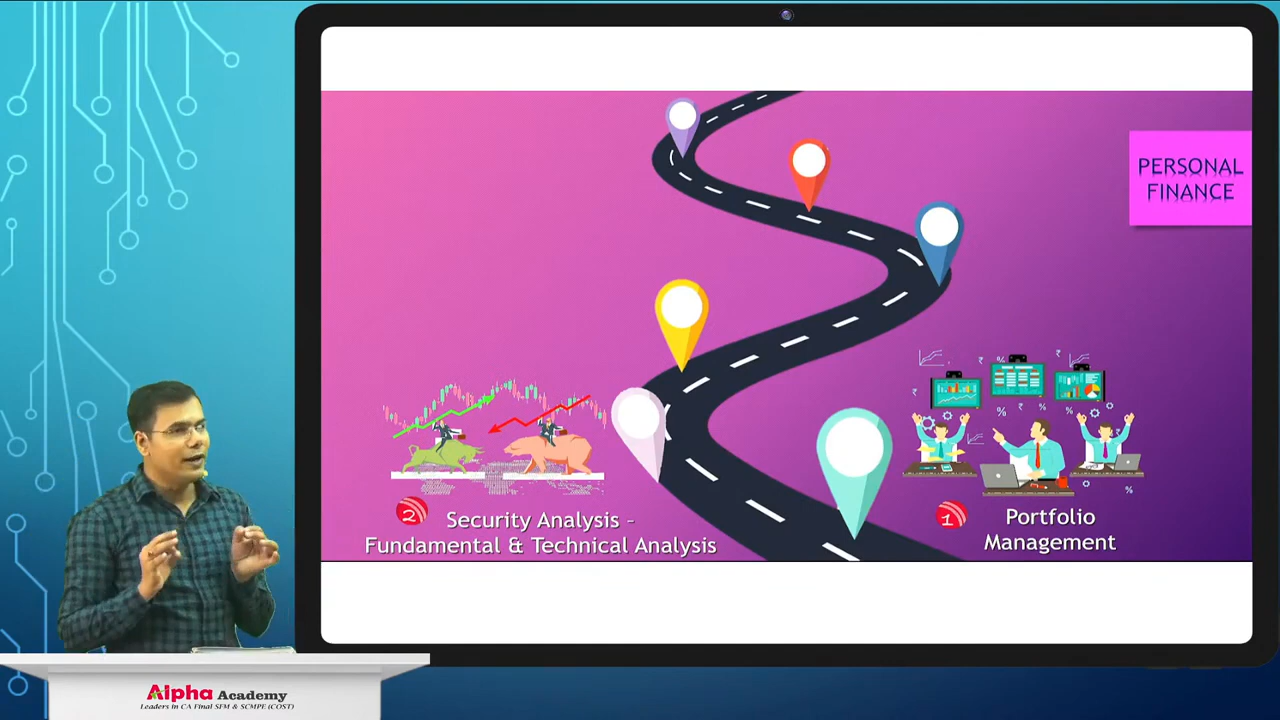 PERSONAL
FINANCE
2
Security Analysis –
Fundamental & Technical Analysis
1
Portfolio
Management
Alpha Academy
Leaders in CA Final SFM & SCMPE (COST)